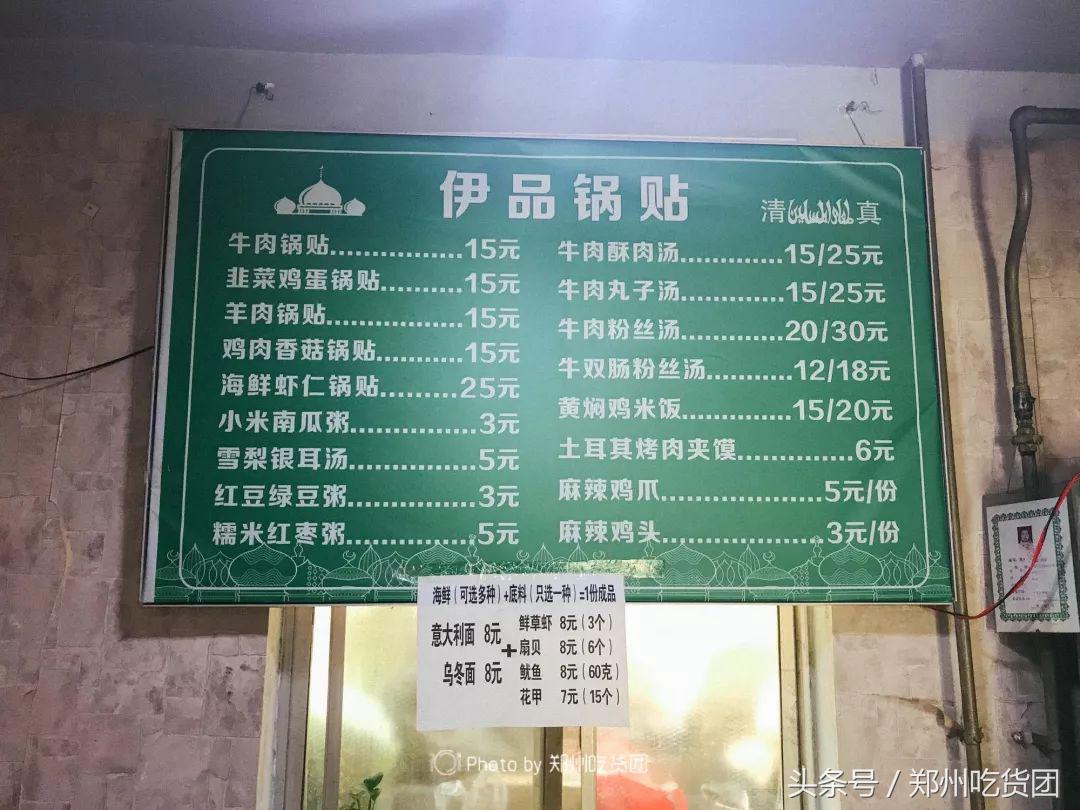 伊品锅贴
清 真
牛肉锅贴................15元
韭菜鸡蛋锅贴..........15元
羊肉锅贴................15元
鸡肉香菇锅贴..........15元
海鲜虾仁锅贴..........25元
小米南瓜粥................3元
雪梨银耳汤................5元
红豆绿豆粥................3元
糯米红枣粥................5元
牛肉酥肉汤.............15/25元
牛肉丸子汤.............15/25元
牛肉粉丝汤.............20/30元
牛双肠粉丝汤...........12/18元
黄焖鸡米饭.............15/20元
土耳其烤肉夹馍..............6元
麻辣鸡爪....................5元/份
麻辣鸡头....................3元/份
海鲜（可选多种）+底料（只选一种）=1份成品
意大利面 8元
乌冬面 8元
+
鲜草虾 8元（3个）
扇贝 8元（6个）
鱿鱼 8元（60克）
花甲 7元（15个）
Photo by 郑州吃货团
头条号 / 郑州吃货团